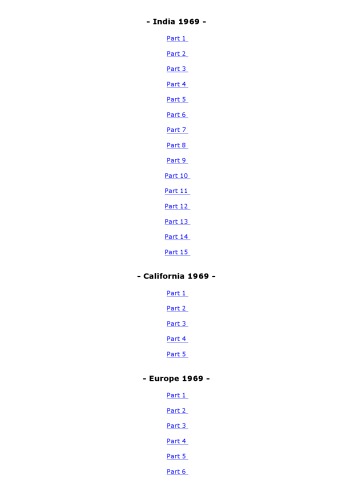 - India 1969 -
Part 1
Part 2
Part 3
Part 4
Part 5
Part 6
Part 7
Part 8
Part 9
Part 10
Part 11
Part 12
Part 13
Part 14
Part 15
- California 1969 -
Part 1
Part 2
Part 3
Part 4
Part 5
- Europe 1969 -
Part 1
Part 2
Part 3
Part 4
Part 5
Part 6